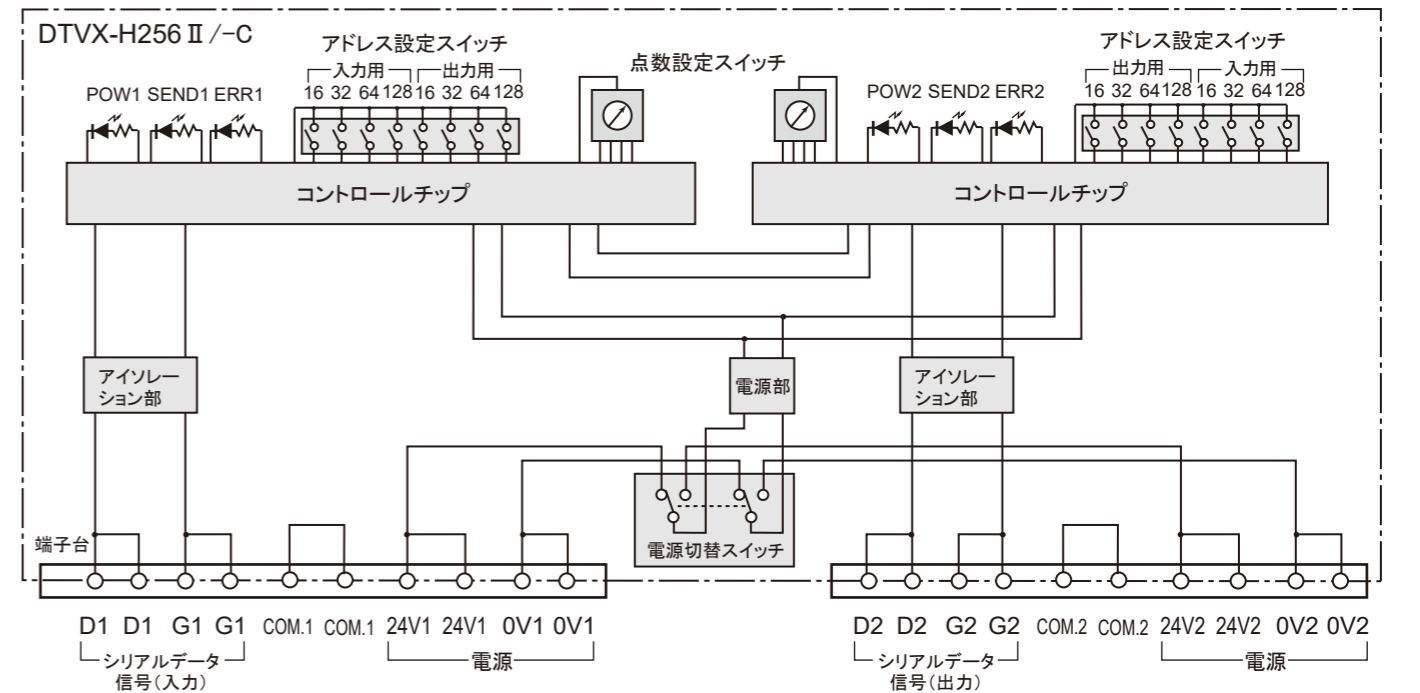 DTVX-H256Ⅱ/-C
アドレス設定スイッチ
入力用 出力用
16 32 64 128 16 32 64 128
POW1 SEND1 ERR1
点数設定スイッチ
アドレス設定スイッチ
出力用 入力用
16 32 64 128 16 32 64 128
POW2 SEND2 ERR2
コントロールチップ
コントロールチップ
アイソレー
ション部
電源部
アイソレー
ション部
電源切替スイッチ
端子台
D1 D1 G1 G1 COM.1 COM.1 24V1 24V1 0V1 0V1
シリアルデータ
信号(入力)
電源
D2 D2 G2 G2 COM.2 COM.2 24V2 24V2 0V2 0V2
シリアルデータ
信号(出力)
電源